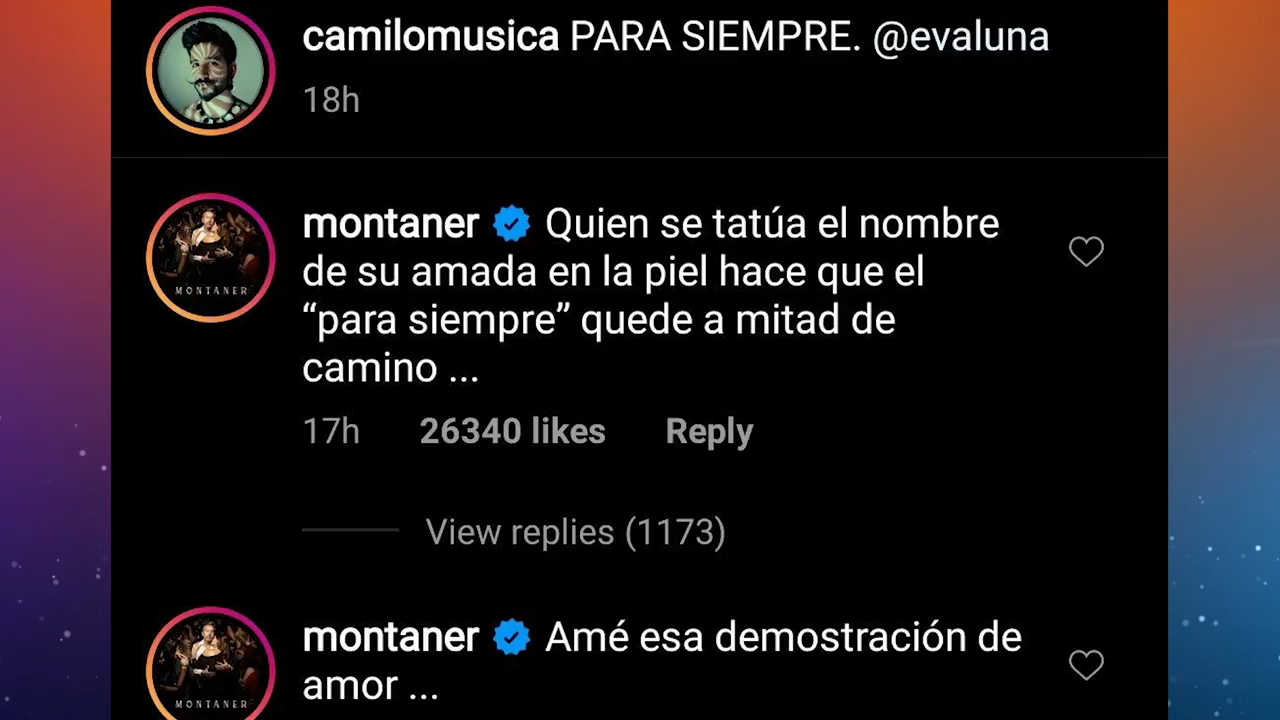 camilomusica PARA SIEMPRE. @evaluna
18h
montaner Quien se tatúa el nombre
de su amada en la piel hace que el
“para siempre” quede a mitad de
camino ...
17h 26340 likes Reply
View replies (1173)
MONTANER
montaner Amé esa demostración de
amor ...
MONTANER